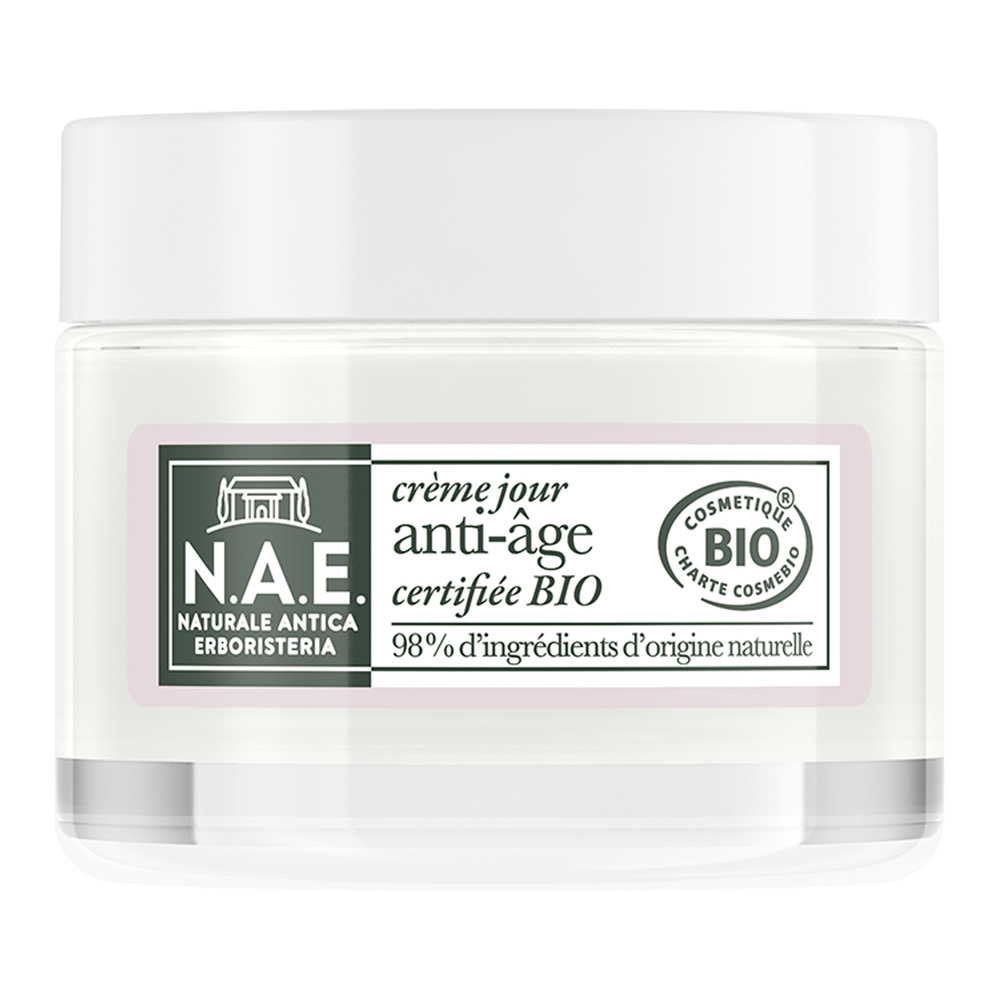 N.A.E.
NATURALE ANTICA
ERBORISTERIA
crème jour
anti-âge
certifiée BIO
98% d'ingrédients d'origine naturelle
COSMETIQUE ®
BIO
CHARTE COSMEBIO